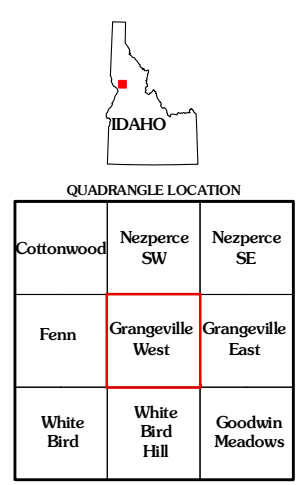 IDAHO
QUADRANGLE LOCATION
Cottonwood
Nezperce
SW
Nezperce
SE
Fenn
Grangeville
West
Grangeville
East
White
Bird
White
Bird
Hill
Goodwin
Meadows